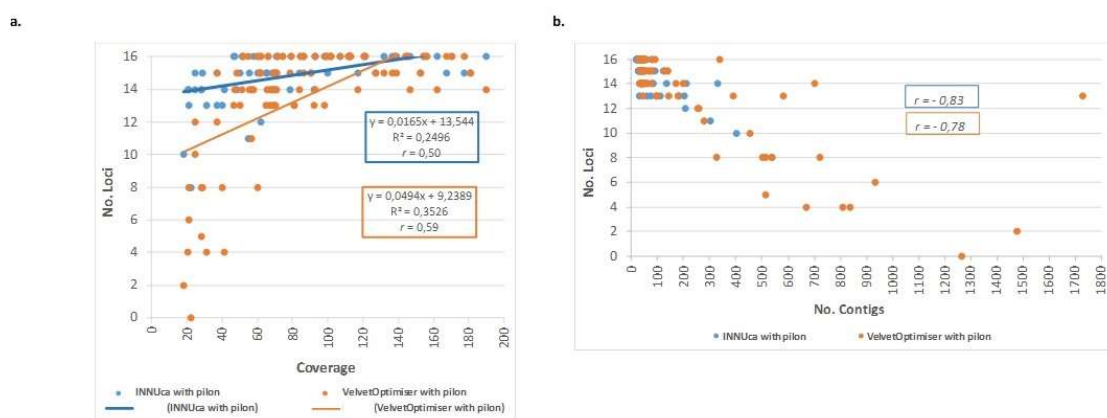 a.
b.
16
14
12
10
8
6
4
2
0
No. Loci
y = 0,0165x + 13,544
R² = 0,2496
r = 0,50
y = 0,0494x + 9,2389
R² = 0,3526
r = 0,59
0
20
40
60
80
100
120
140
160
180
200
Coverage
INNUca with pilon
VelvetOptimiser with pilon
(INNUca with pilon)
(VelvetOptimiser with pilon)
16
14
12
10
8
6
4
2
0
No. Loci
r = - 0,83
r = - 0,78
0
100
200
300
400
500
600
700
800
900
1000
1100
1200
1300
1400
1500
1600
1700
1800
No. Contigs
INNUca with pilon
VelvetOptimiser with pilon